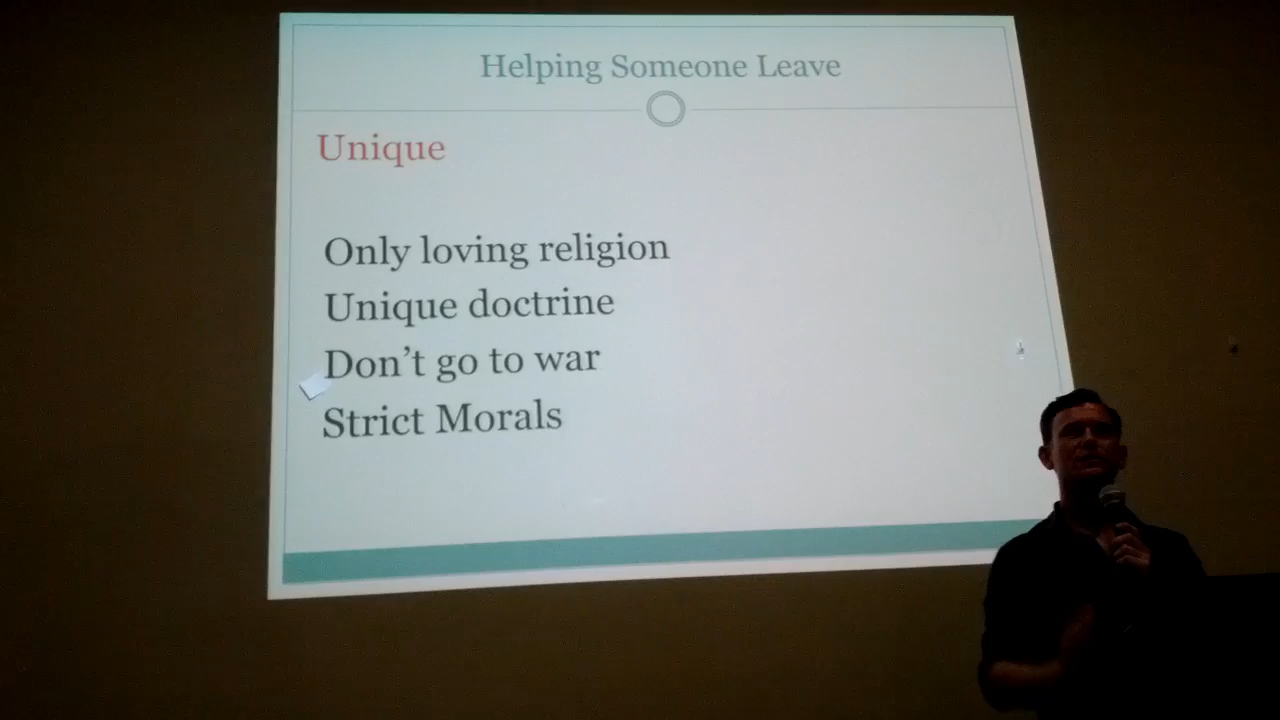 Helping Someone Leave
Unique
Only loving religion
Unique doctrine
Don't go to war
Strict Morals